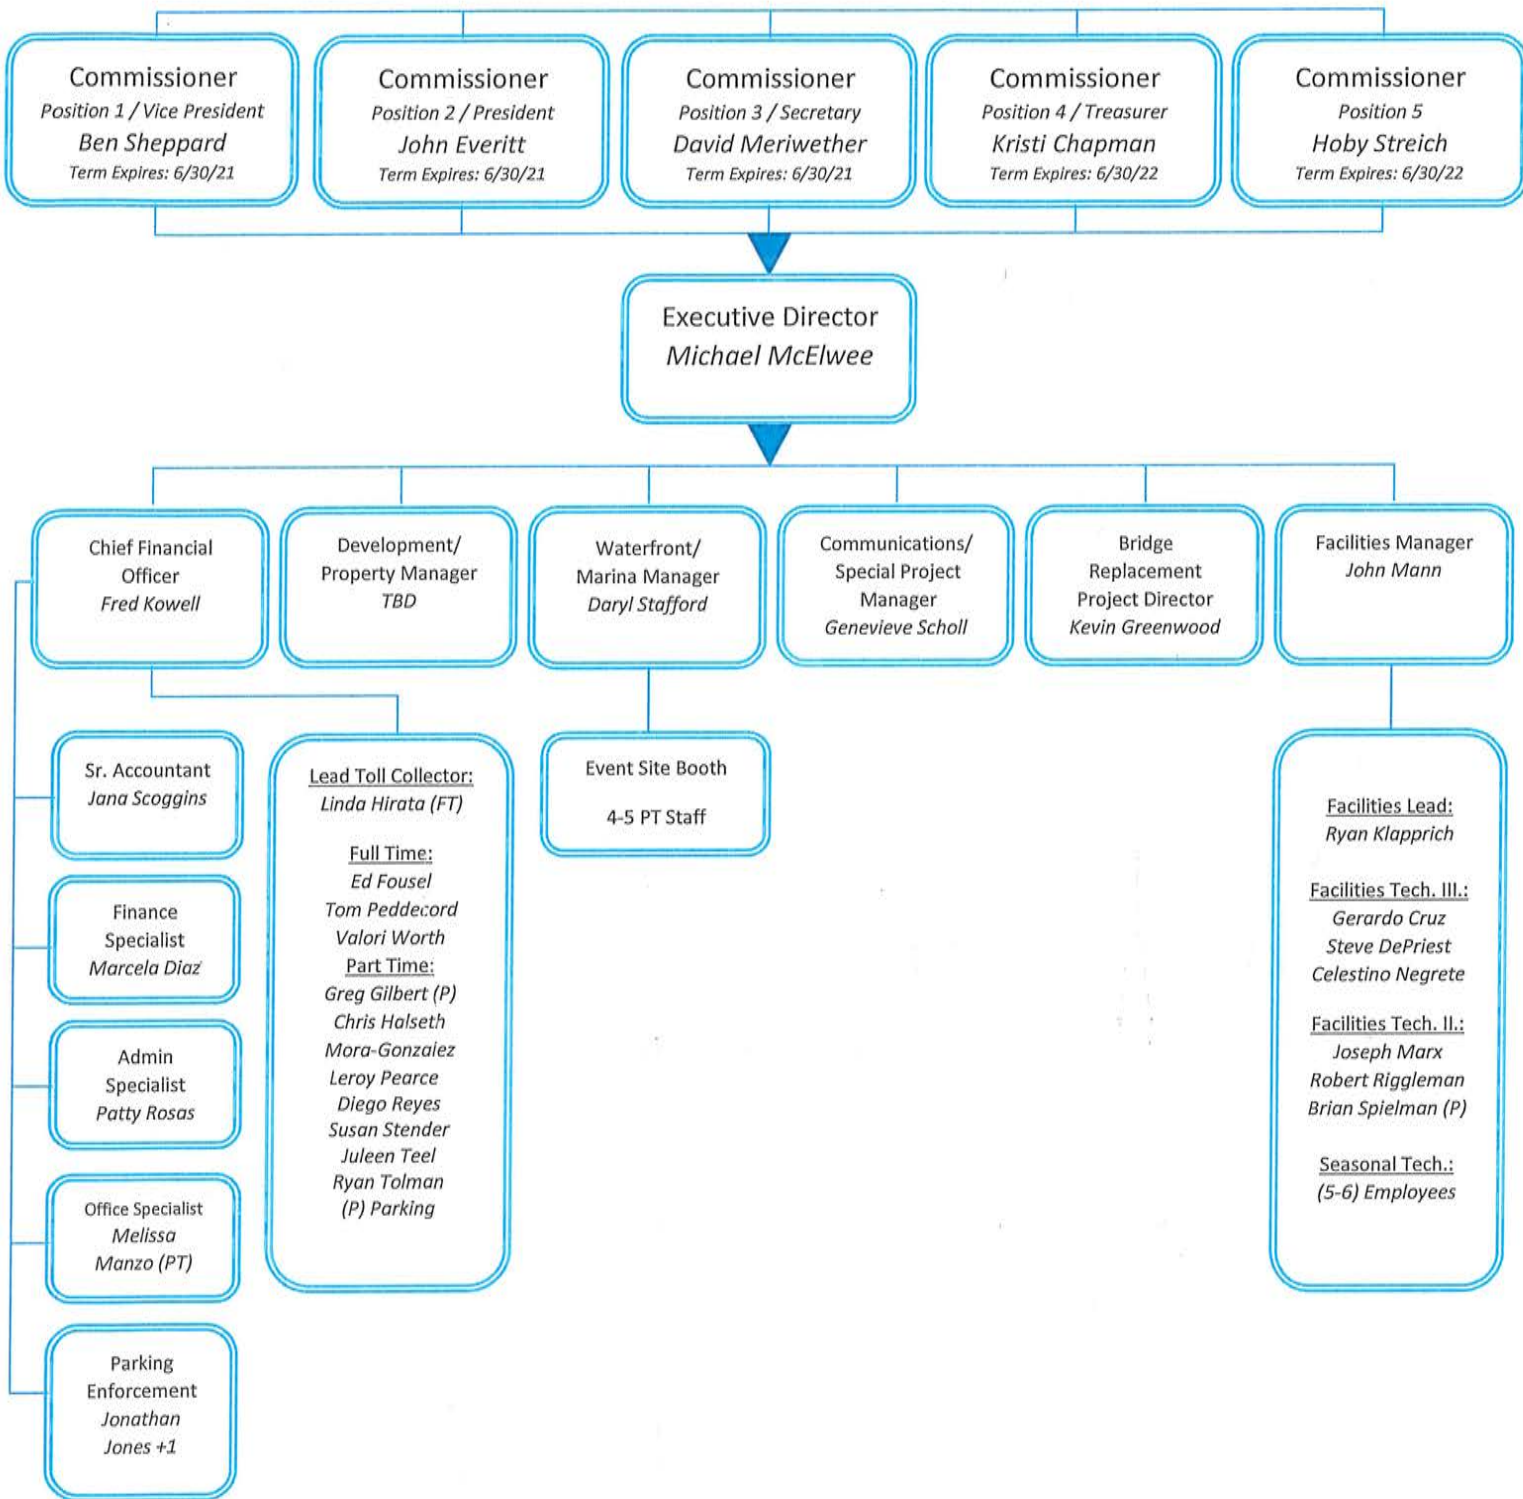 Commissioner
Position 1 / Vice President
Ben Sheppard
Term Expires: 6/30/21
Commissioner
Position 2 / President
John Everitt
Term Expires: 6/30/21
Commissioner
Position 3 / Secretary
David Meriwether
Term Expires: 6/30/21
Commissioner
Position 4 / Treasurer
Kristi Chapman
Term Expires: 6/30/22
Commissioner
Position 5
Hoby Streich
Term Expires: 6/30/22
Executive Director
Michael McElwee
Chief Financial
Officer
Fred Kowell
Development/
Property Manager
TBD
Waterfront/
Marina Manager
Daryl Stafford
Communications/
Special Project
Manager
Genevieve Scholl
Bridge
Replacement
Project Director
Kevin Greenwood
Facilities Manager
John Mann
Sr. Accountant
Jana Scoggins
Finance
Specialist
Marcela Diaz
Admin
Specialist
Patty Rosas
Office Specialist
Melissa
Manzo (PT)
Parking
Enforcement
Jonathan
Jones +1
Lead Toll Collector:
Linda Hirata (FT)
Full Time:
Ed Fousel
Tom Peddecord
Valori Worth
Part Time:
Greg Gilbert (P)
Chris Halseth
Mora-Gonzalez
Leroy Pearce
Diego Reyes
Susan Stender
Juleen Teel
Ryan Tolman
(P) Parking
Event Site Booth
4-5 PT Staff
Facilities Lead:
Ryan Klapprich
Facilities Tech. III.:
Gerardo Cruz
Steve DePriest
Celestino Negrete
Facilities Tech. II.:
Joseph Marx
Robert Riggleman
Brian Spielman (P)
Seasonal Tech.:
(5-6) Employees